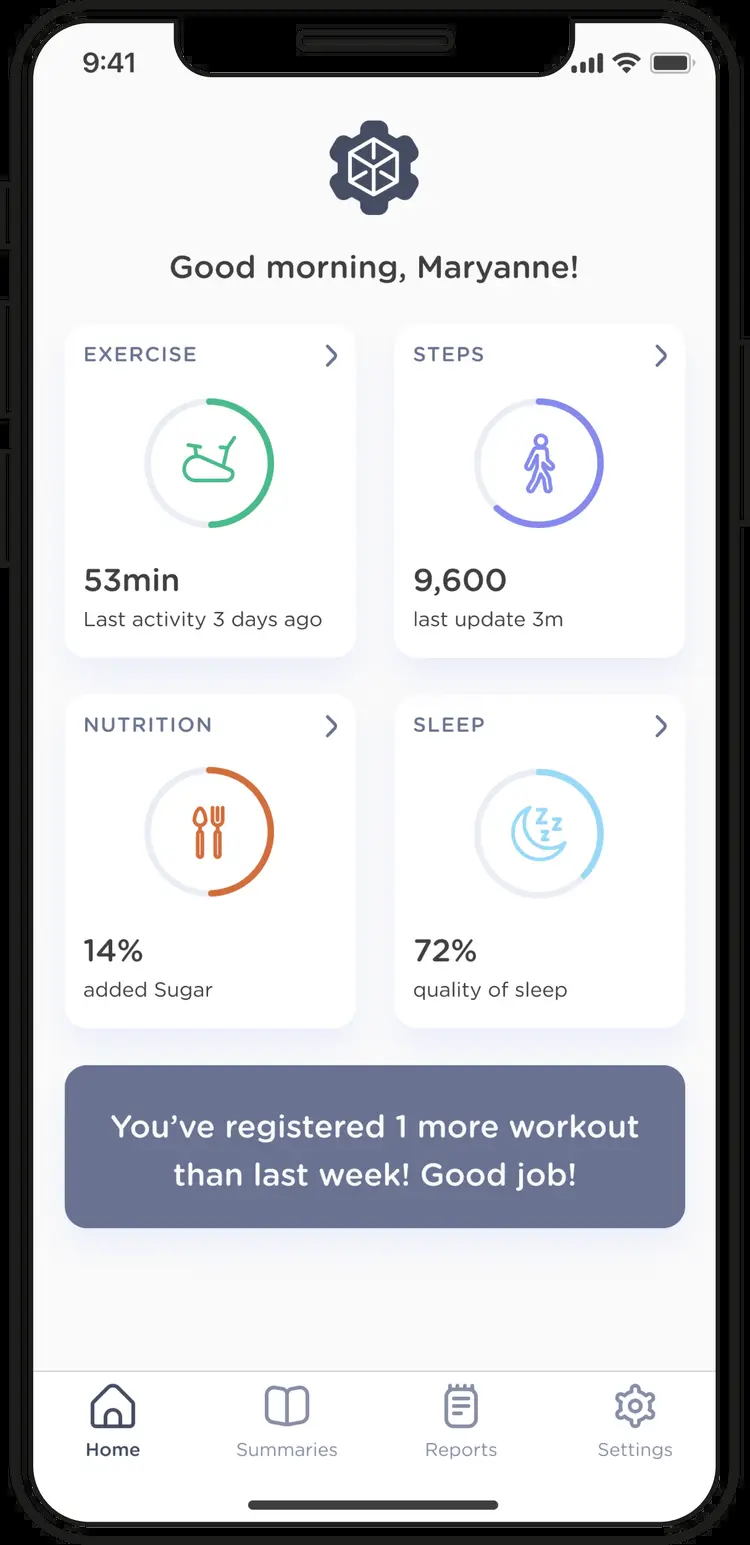 9:41
Good morning, Maryanne!
EXERCISE
53min
Last activity 3 days ago
STEPS
9,600
last update 3m
NUTRITION
14%
added Sugar
SLEEP
z z
z
72%
quality of sleep
You’ve registered 1 more workout
than last week! Good job!
Home
Summaries
Reports
Settings